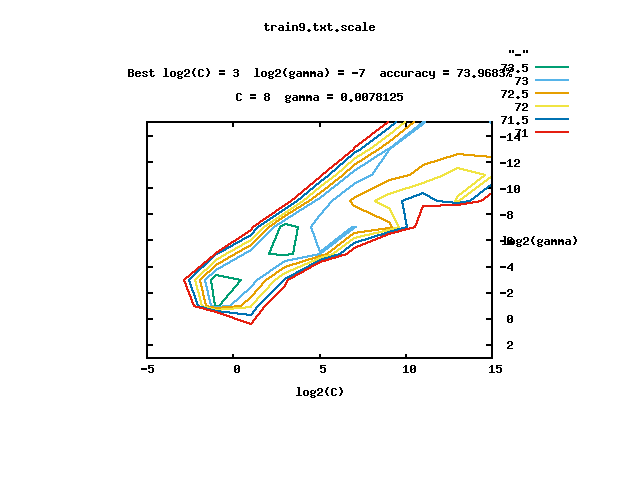 train9.txt.scale
"-"
Best log2(C) = 3  log2(gamma) = -7  accuracy = 73.9683%
C = 8  gamma = 0.0078125
73.5
73
72.5
72
71.5
71
-14
-12
-10
-8
-6
-4
-2
0
2
log2(gamma)
-5 0 5 10 15
log2(C)